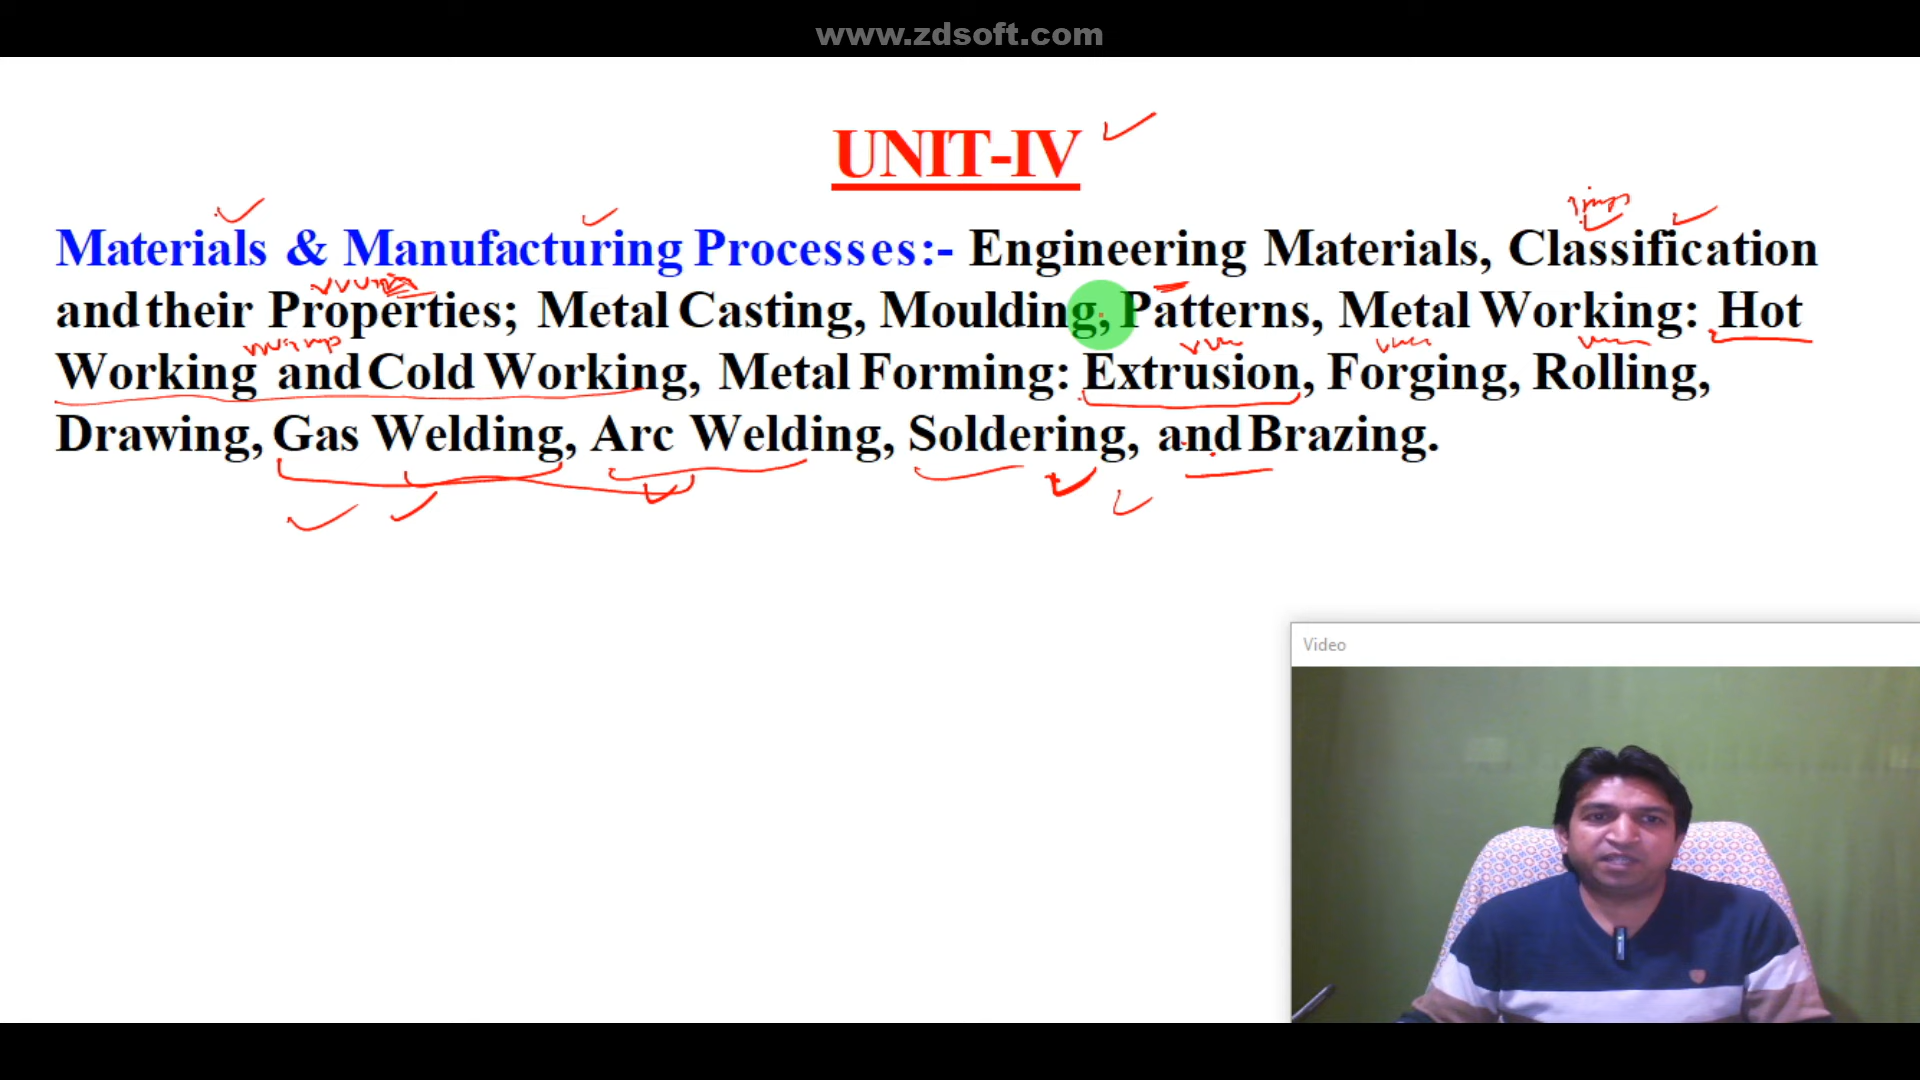 www.zdsoft.com
UNIT-IV
Materials & Manufacturing Processes:- Engineering Materials, Classification
and their Properties; Metal Casting, Moulding, Patterns, Metal Working: Hot
Working and Cold Working, Metal Forming: Extrusion, Forging, Rolling,
Drawing, Gas Welding, Arc Welding, Soldering, and Brazing.
Video